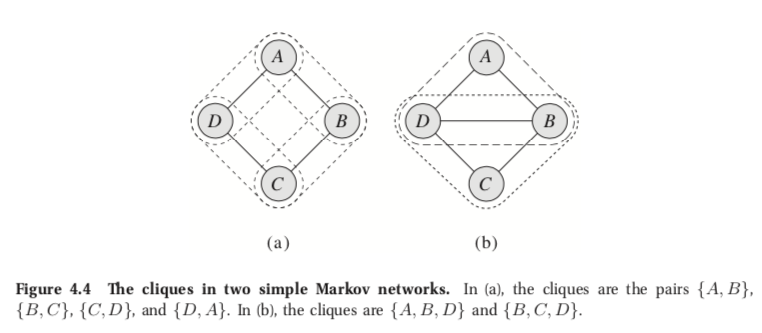 A
A
D
B
D
B
C
C
(a)
(b)
Figure 4.4 The cliques in two simple Markov networks. In (a), the cliques are the pairs {A, B},
{B, C}, {C, D}, and {D, A}. In (b), the cliques are {A, B, D} and {B, C, D}.